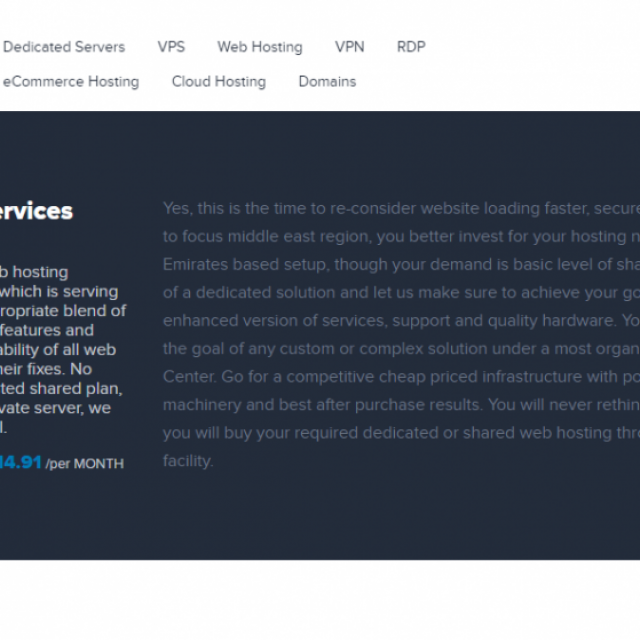 Dedicated Servers VPS Web Hosting VPN RDP
eCommerce Hosting Cloud Hosting Domains
ervices
b hosting
which is serving
ropriate blend of
features and
ability of all web
heir fixes. No
ted shared plan,
vate server, we
l.
14.91 /per MONTH
Yes, this is the time to re-consider website loading faster, secure
to focus middle east region, you better invest for your hosting n
Emirates based setup, though your demand is basic level of sha
of a dedicated solution and let us make sure to achieve your go
enhanced version of services, support and quality hardware. Yo
the goal of any custom or complex solution under a most organ
Center. Go for a competitive cheap priced infrastructure with po
machinery and best after purchase results. You will never rethin
you will buy your required dedicated or shared web hosting thr
facility.